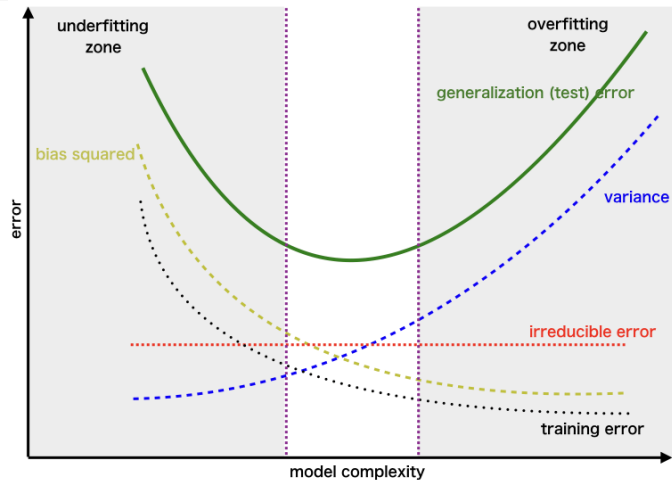 underfitting
zone
overfitting
zone
generalization (test) error
bias squared
variance
error
irreducible error
training error
model complexity